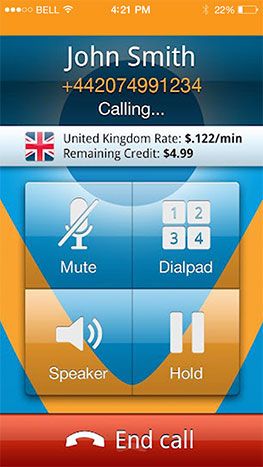 BELL 4:21 PM 22%
John Smith
+442074991234
Calling...
United Kingdom Rate: $.122/min
Remaining Credit: $4.99
1 2
3 4
Mute Dialpad
Speaker Hold
End call